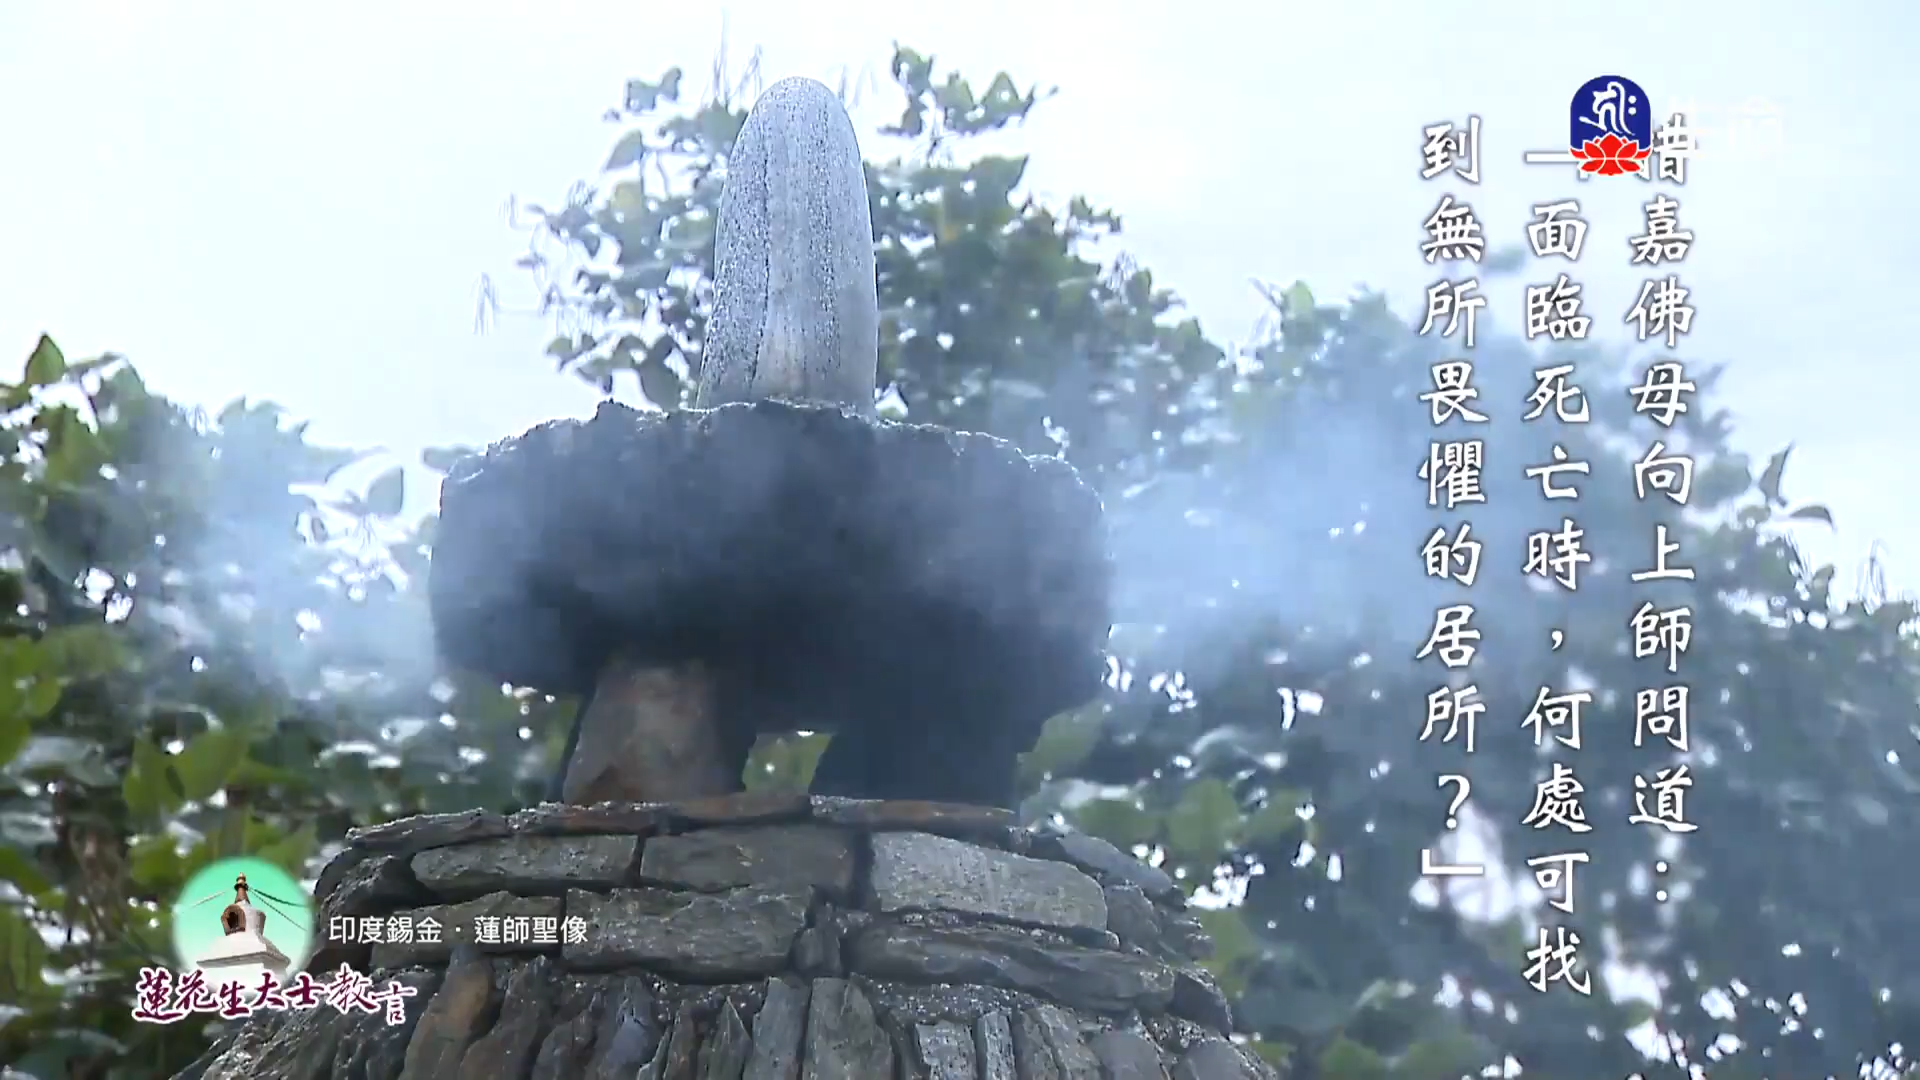 措嘉佛母向上師問道：
「面臨死亡時，何處可找
到無所畏懼的居所？」
印度錫金．蓮師聖像
蓮花生大士教言